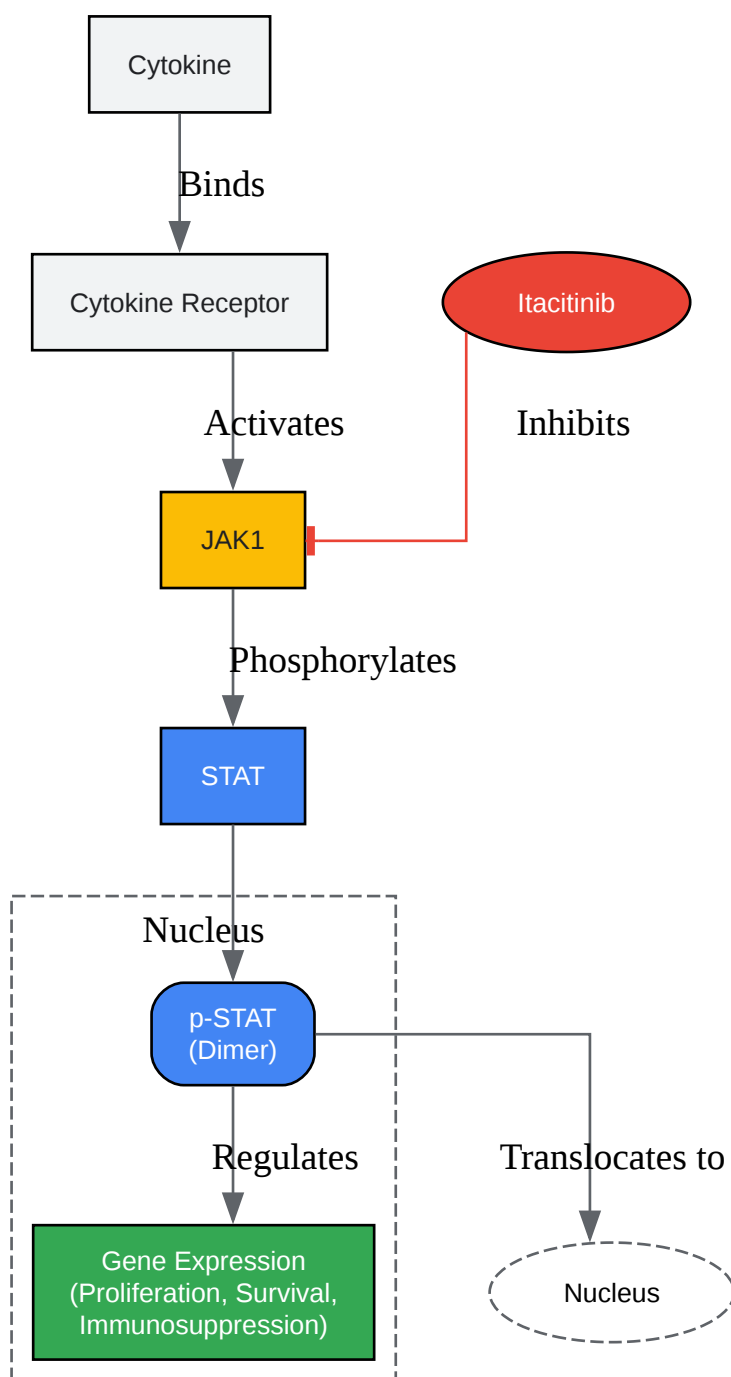 Cytokine
Binds
Cytokine Receptor
Itacitinib
Activates
Inhibits
JAK1
Phosphorylates
STAT
Nucleus
p-STAT
(Dimer)
Regulates
Translocates to
Gene Expression
(Proliferation, Survival,
Immunosuppression)
Nucleus